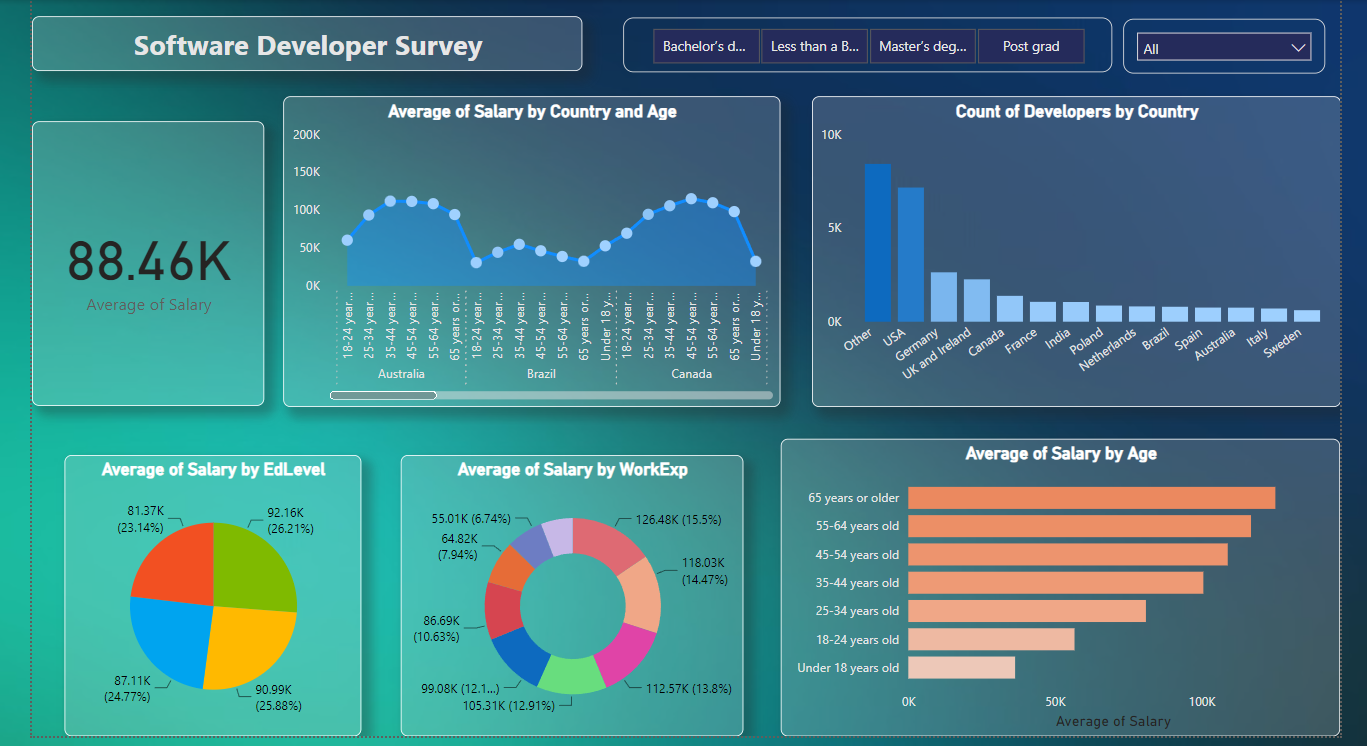 Software Developer Survey
Bachelor's d...
Less than a B...
Master's deg...
Post grad
All
88.46K
Average of Salary
Average of Salary by Country and Age
200K
150K
100K
50K
0K
18-24 year...
25-34 year...
35-44 year...
45-54 year...
55-64 year...
65 years or...
18-24 year...
25-34 year...
35-44 year...
45-54 year...
55-64 year...
65 years or...
Under 18 y...
18-24 year...
25-34 year...
35-44 year...
45-54 year...
55-64 year...
65 years or...
Under 18 y...
Australia
Brazil
Canada
Count of Developers by Country
10K
5K
0K
Other
USA
Germany
UK and Ireland
Canada
France
India
Poland
Netherlands
Brazil
Spain
Australia
Italy
Sweden
Average of Salary by EdLevel
81.37K
(23.14%)
92.16K
(26.21%)
87.11K
(24.77%)
90.99K
(25.88%)
Average of Salary by WorkExp
55.01K (6.74%)
126.48K (15.5%)
64.82K
(7.94%)
118.03K
(14.47%)
86.69K
(10.63%)
99.08K (12.1...)
112.57K (13.8%)
105.31K (12.91%)
Average of Salary by Age
65 years or older
55-64 years old
45-54 years old
35-44 years old
25-34 years old
18-24 years old
Under 18 years old
0K
50K
100K
Average of Salary